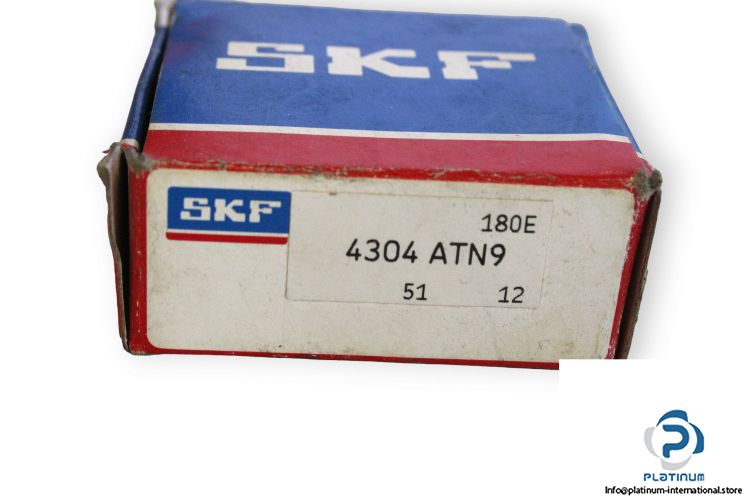 SKF
SKF
180E
4304 ATN9
51 12
PLATINUM
Info@platinum-international.store